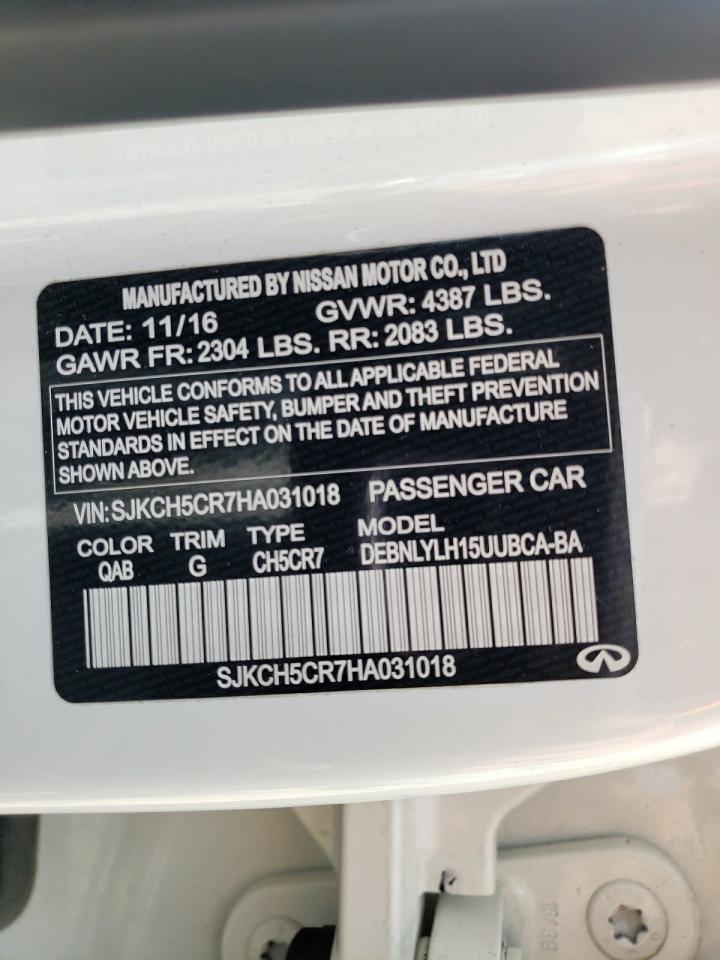 MANUFACTURED BY NISSAN MOTOR CO., LTD
DATE: 11/16 GVWR: 4387 LBS.
GAWR FR: 2304 LBS. RR: 2083 LBS.
THIS VEHICLE CONFORMS TO ALL APPLICABLE FEDERAL
MOTOR VEHICLE SAFETY, BUMPER AND THEFT PREVENTION
STANDARDS IN EFFECT ON THE DATE OF MANUFACTURE
SHOWN ABOVE.
VIN: SJKCH5CR7HA031018 PASSENGER CAR
COLOR TRIM TYPE MODEL
QAB G CH5CR7 DEBNLYLH15UUBCA-BA
SJKCH5CR7HA031018